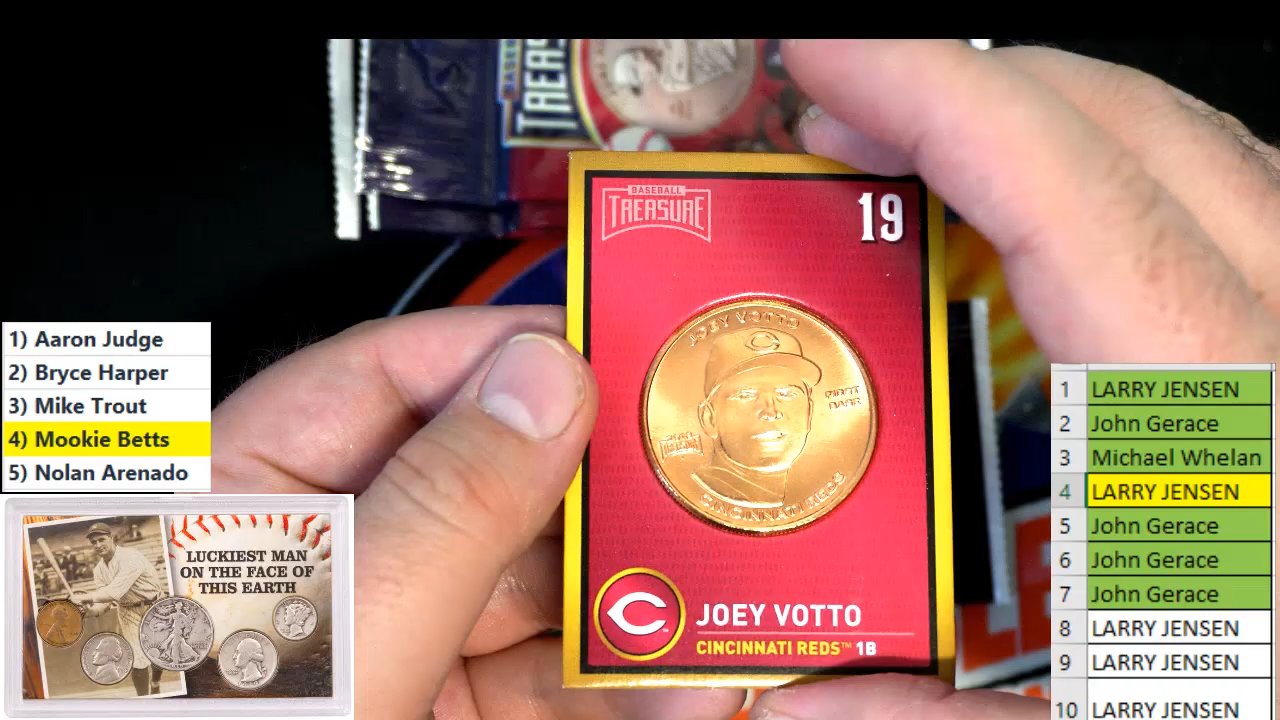 BASEBALL
TREASURE
19
JOEY VOTTO
FIRST
BASE
CINCINNATI REDS
JOEY VOTTO
CINCINNATI REDS™ 1B
1) Aaron Judge
2) Bryce Harper
3) Mike Trout
4) Mookie Betts
5) Nolan Arenado
LUCKIEST MAN
ON THE FACE OF
THIS EARTH
1 LARRY JENSEN
2 John Gerace
3 Michael Whelan
4 LARRY JENSEN
5 John Gerace
6 John Gerace
7 John Gerace
8 LARRY JENSEN
9 LARRY JENSEN
10 LARRY JENSEN